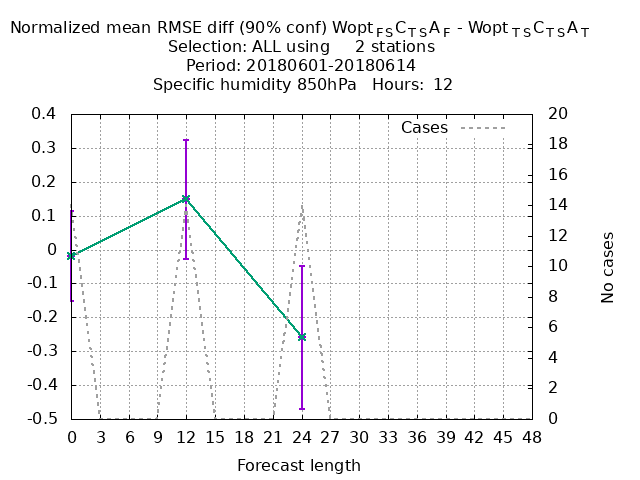 Normalized mean RMSE diff (90% conf) Wopt FS C TS A F - Wopt TS C TS A T
Selection: ALL using 2 stations
Period: 20180601-20180614
Specific humidity 850hPa Hours: 12
Cases
0.4
0.3
0.2
0.1
0
-0.1
-0.2
-0.3
-0.4
-0.5
20
18
16
14
12
10
8
6
4
2
0
No cases
0 3 6 9 12 15 18 21 24 27 30 33 36 39 42 45 48
Forecast length